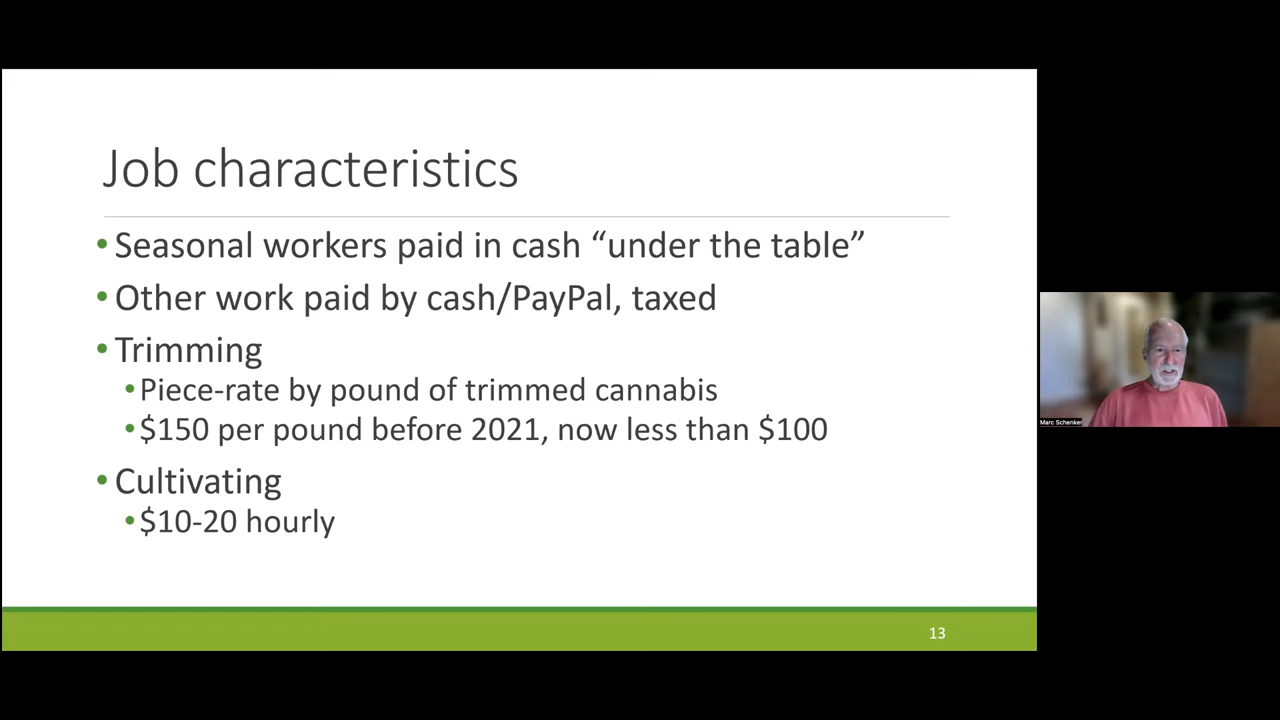 Job characteristics
• Seasonal workers paid in cash “under the table”
• Other work paid by cash/PayPal, taxed
• Trimming
• Piece-rate by pound of trimmed cannabis
• $150 per pound before 2021, now less than $100
• Cultivating
• $10-20 hourly
13
Marc Schenker